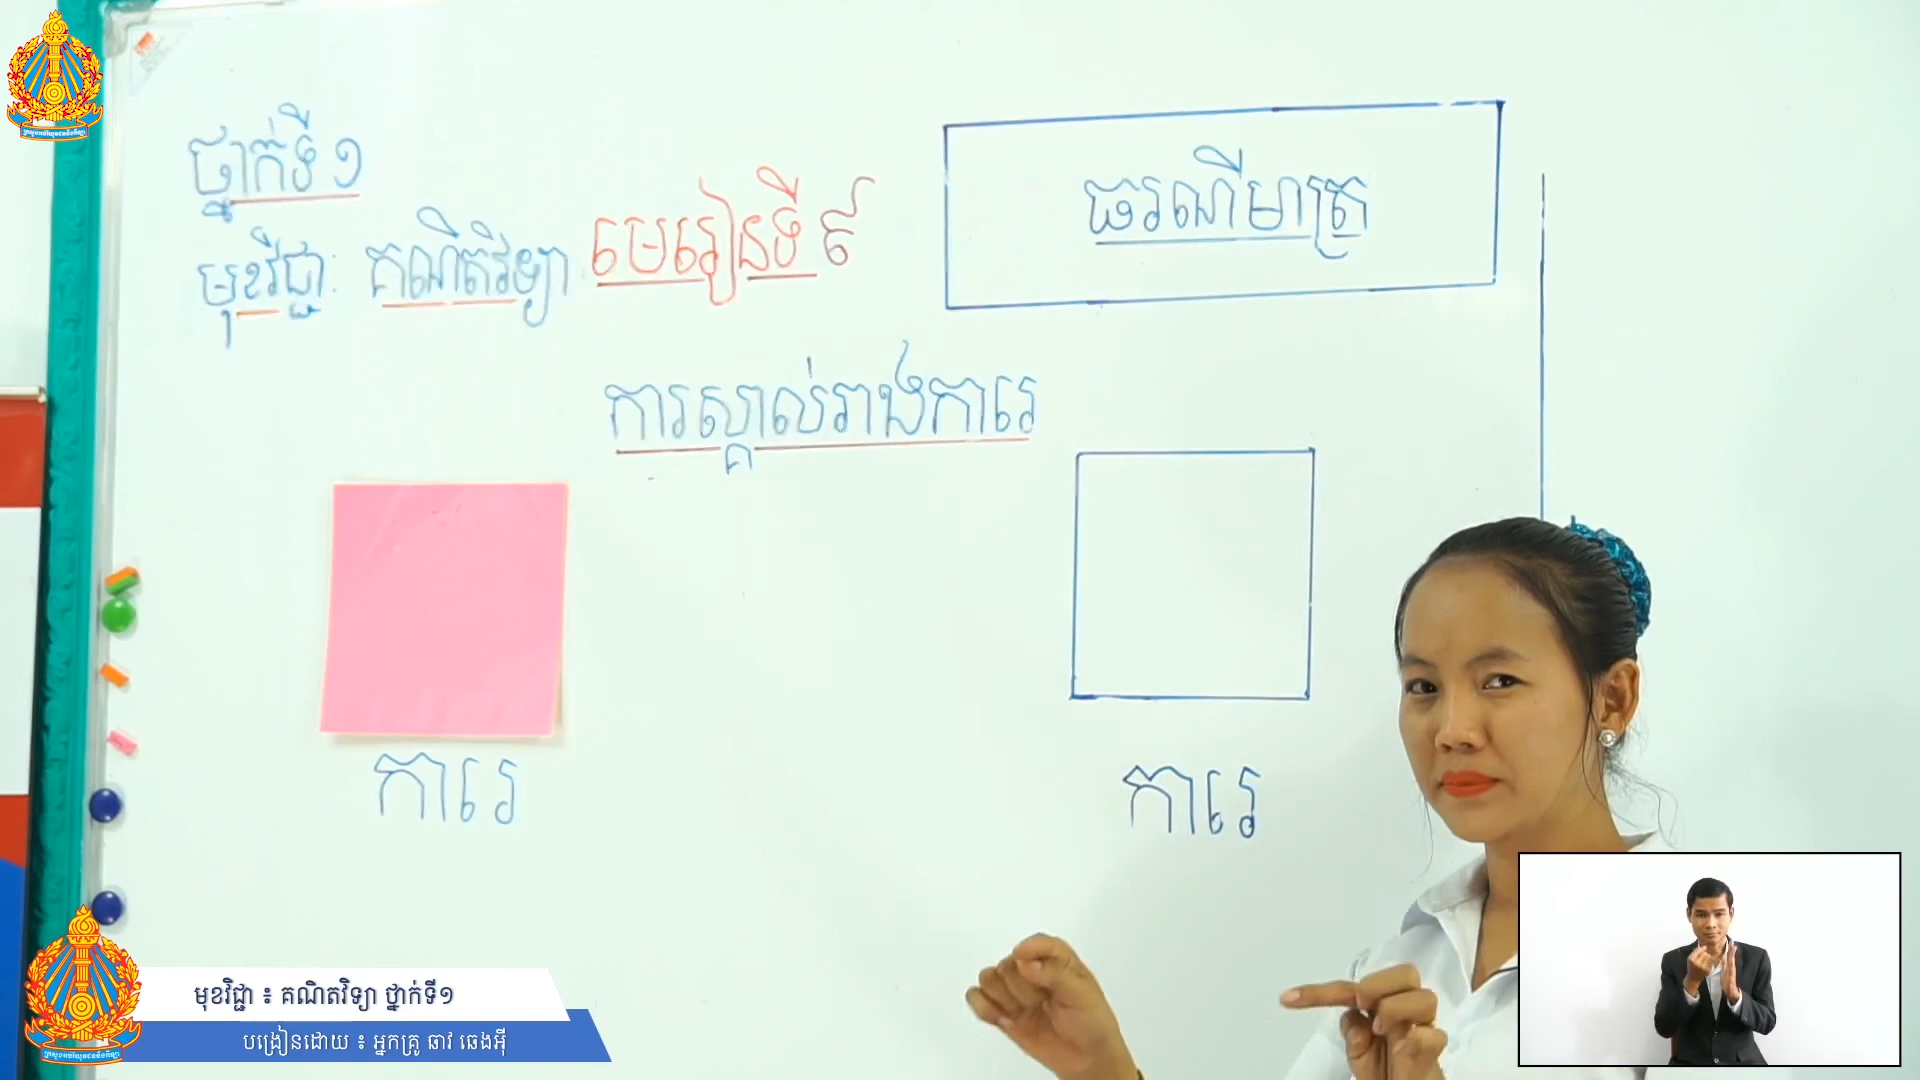 ថ្នាក់ទី ១
មុខវិជ្ជា: គណិតវិទ្យា
មេរៀនទី ៩
ធរណីមាត្រ
ការស្គាល់រាងការេ
ការេ
ការេ
មុខវិជ្ជា ៖ គណិតវិទ្យា ថ្នាក់ទី១
បង្រៀនដោយ ៖ អ្នកគ្រូ ឆាវ ឆេងអ៊ី